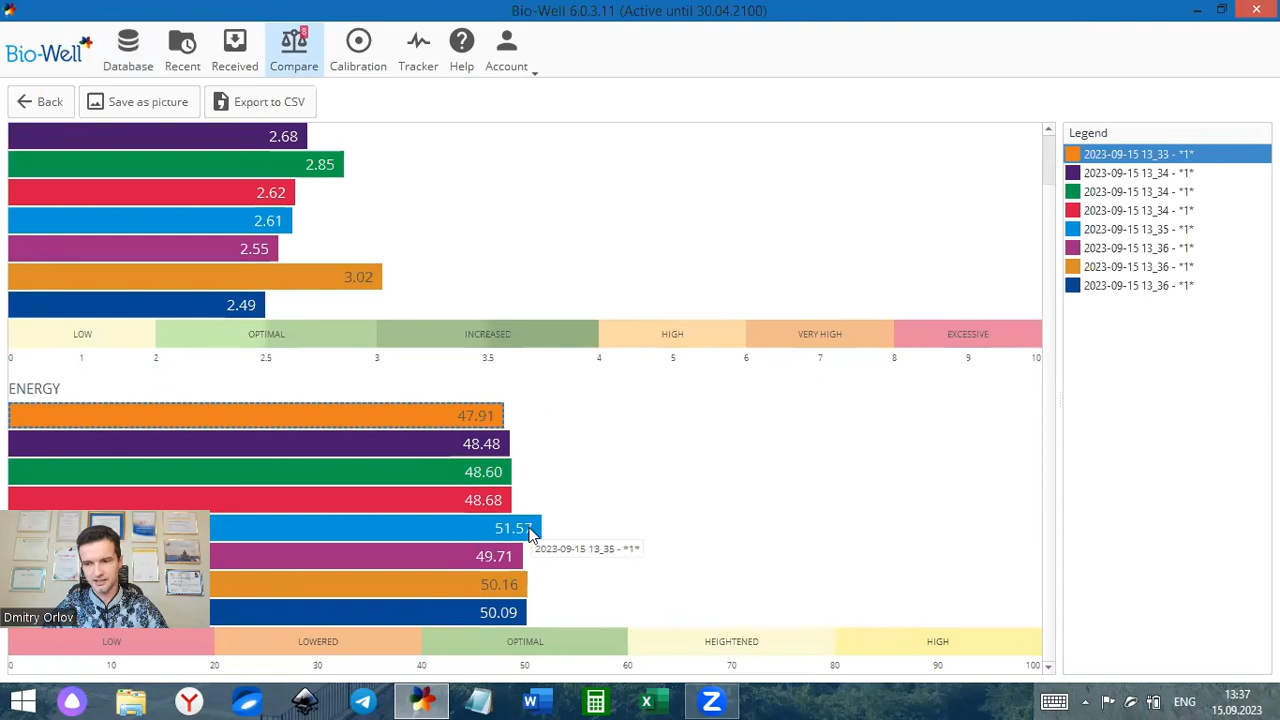 Bio-Well 6.0.3.11 (Active until 30.04.2100)
Bio-Well
Database
Recent
Received
8
Compare
Calibration
Tracker
Help
Account
Back
Save as picture
Export to CSV
2.68
2.85
2.62
2.61
2.55
3.02
2.49
LOW OPTIMAL INCREASED HIGH VERY HIGH EXCESSIVE
0 1 2 2.5 3 3.5 4 5 6 7 8 9 10
ENERGY
47.91
48.48
48.60
48.68
51.57
2023-09-15 13_35 - *1*
49.71
50.16
50.09
Dmitry Orlov
LOW LOWERED OPTIMAL HEIGHTENED HIGH
0 10 20 30 40 50 60 70 80 90 100
Legend
2023-09-15 13_33 - *1*
2023-09-15 13_34 - *1*
2023-09-15 13_34 - *1*
2023-09-15 13_34 - *1*
2023-09-15 13_35 - *1*
2023-09-15 13_36 - *1*
2023-09-15 13_36 - *1*
2023-09-15 13_36 - *1*
ENG
13:37
15.09.2023